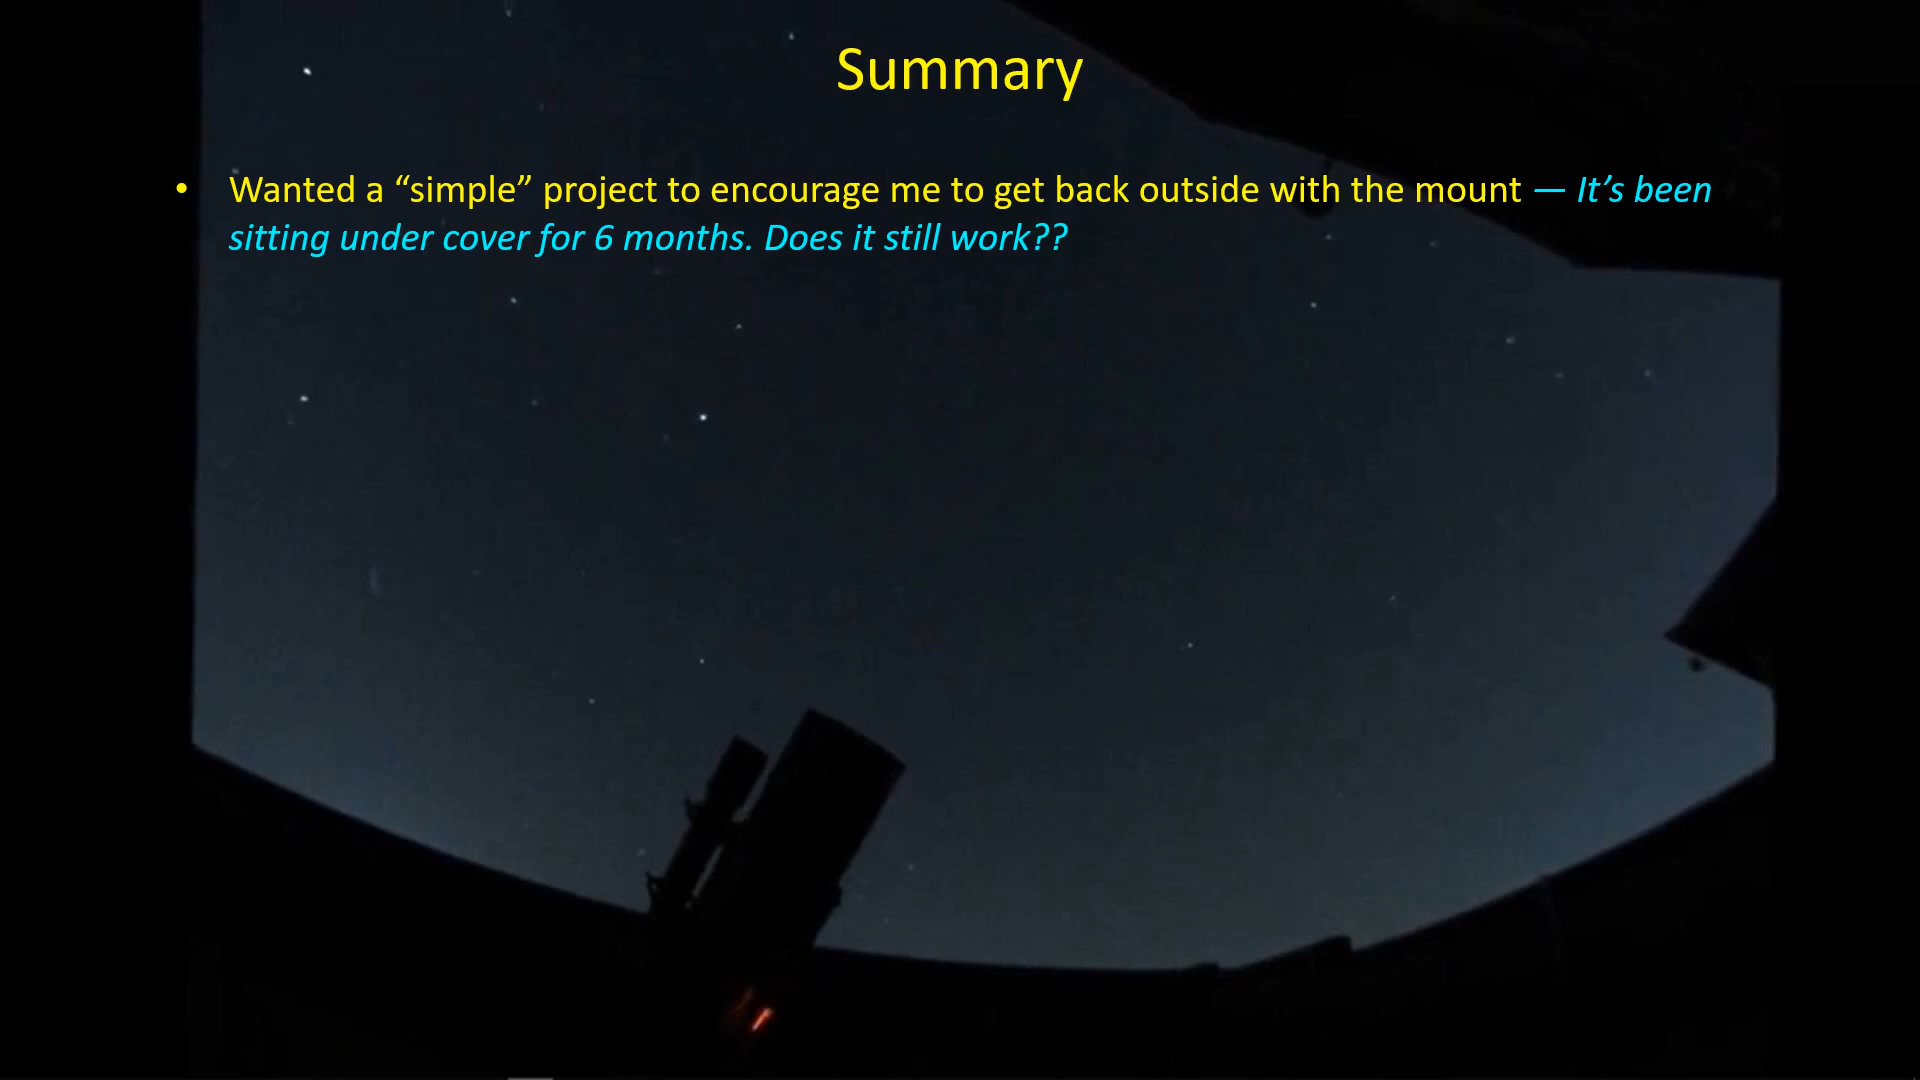 Summary
• Wanted a “simple” project to encourage me to get back outside with the mount — It’s been
sitting under cover for 6 months. Does it still work??